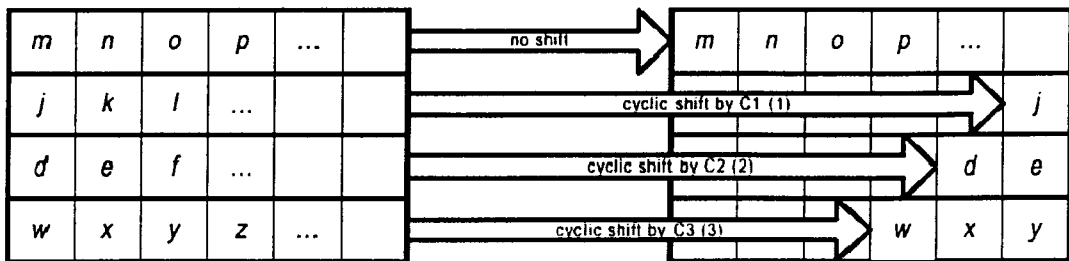 m n o p ... no shift m n o p ...
j k l ... cyclic shift by C1 (1) j
d e f ... cyclic shift by C2 (2) d e
w x y z ... cyclic shift by C3 (3) w x y